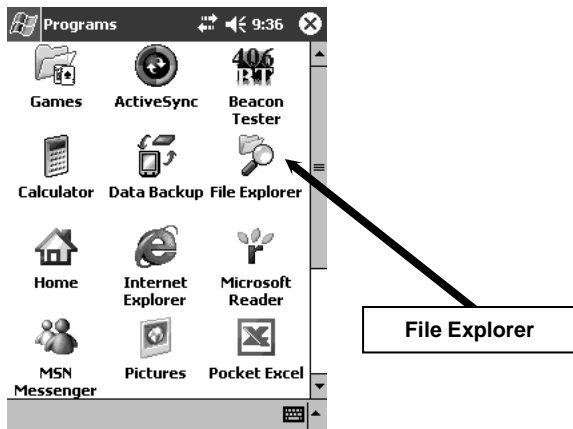 Programs 9:36
Games ActiveSync 406 BT Beacon Tester
Calculator Data Backup File Explorer
Home Internet Explorer Microsoft Reader
MSN Messenger Pictures Pocket Excel
File Explorer